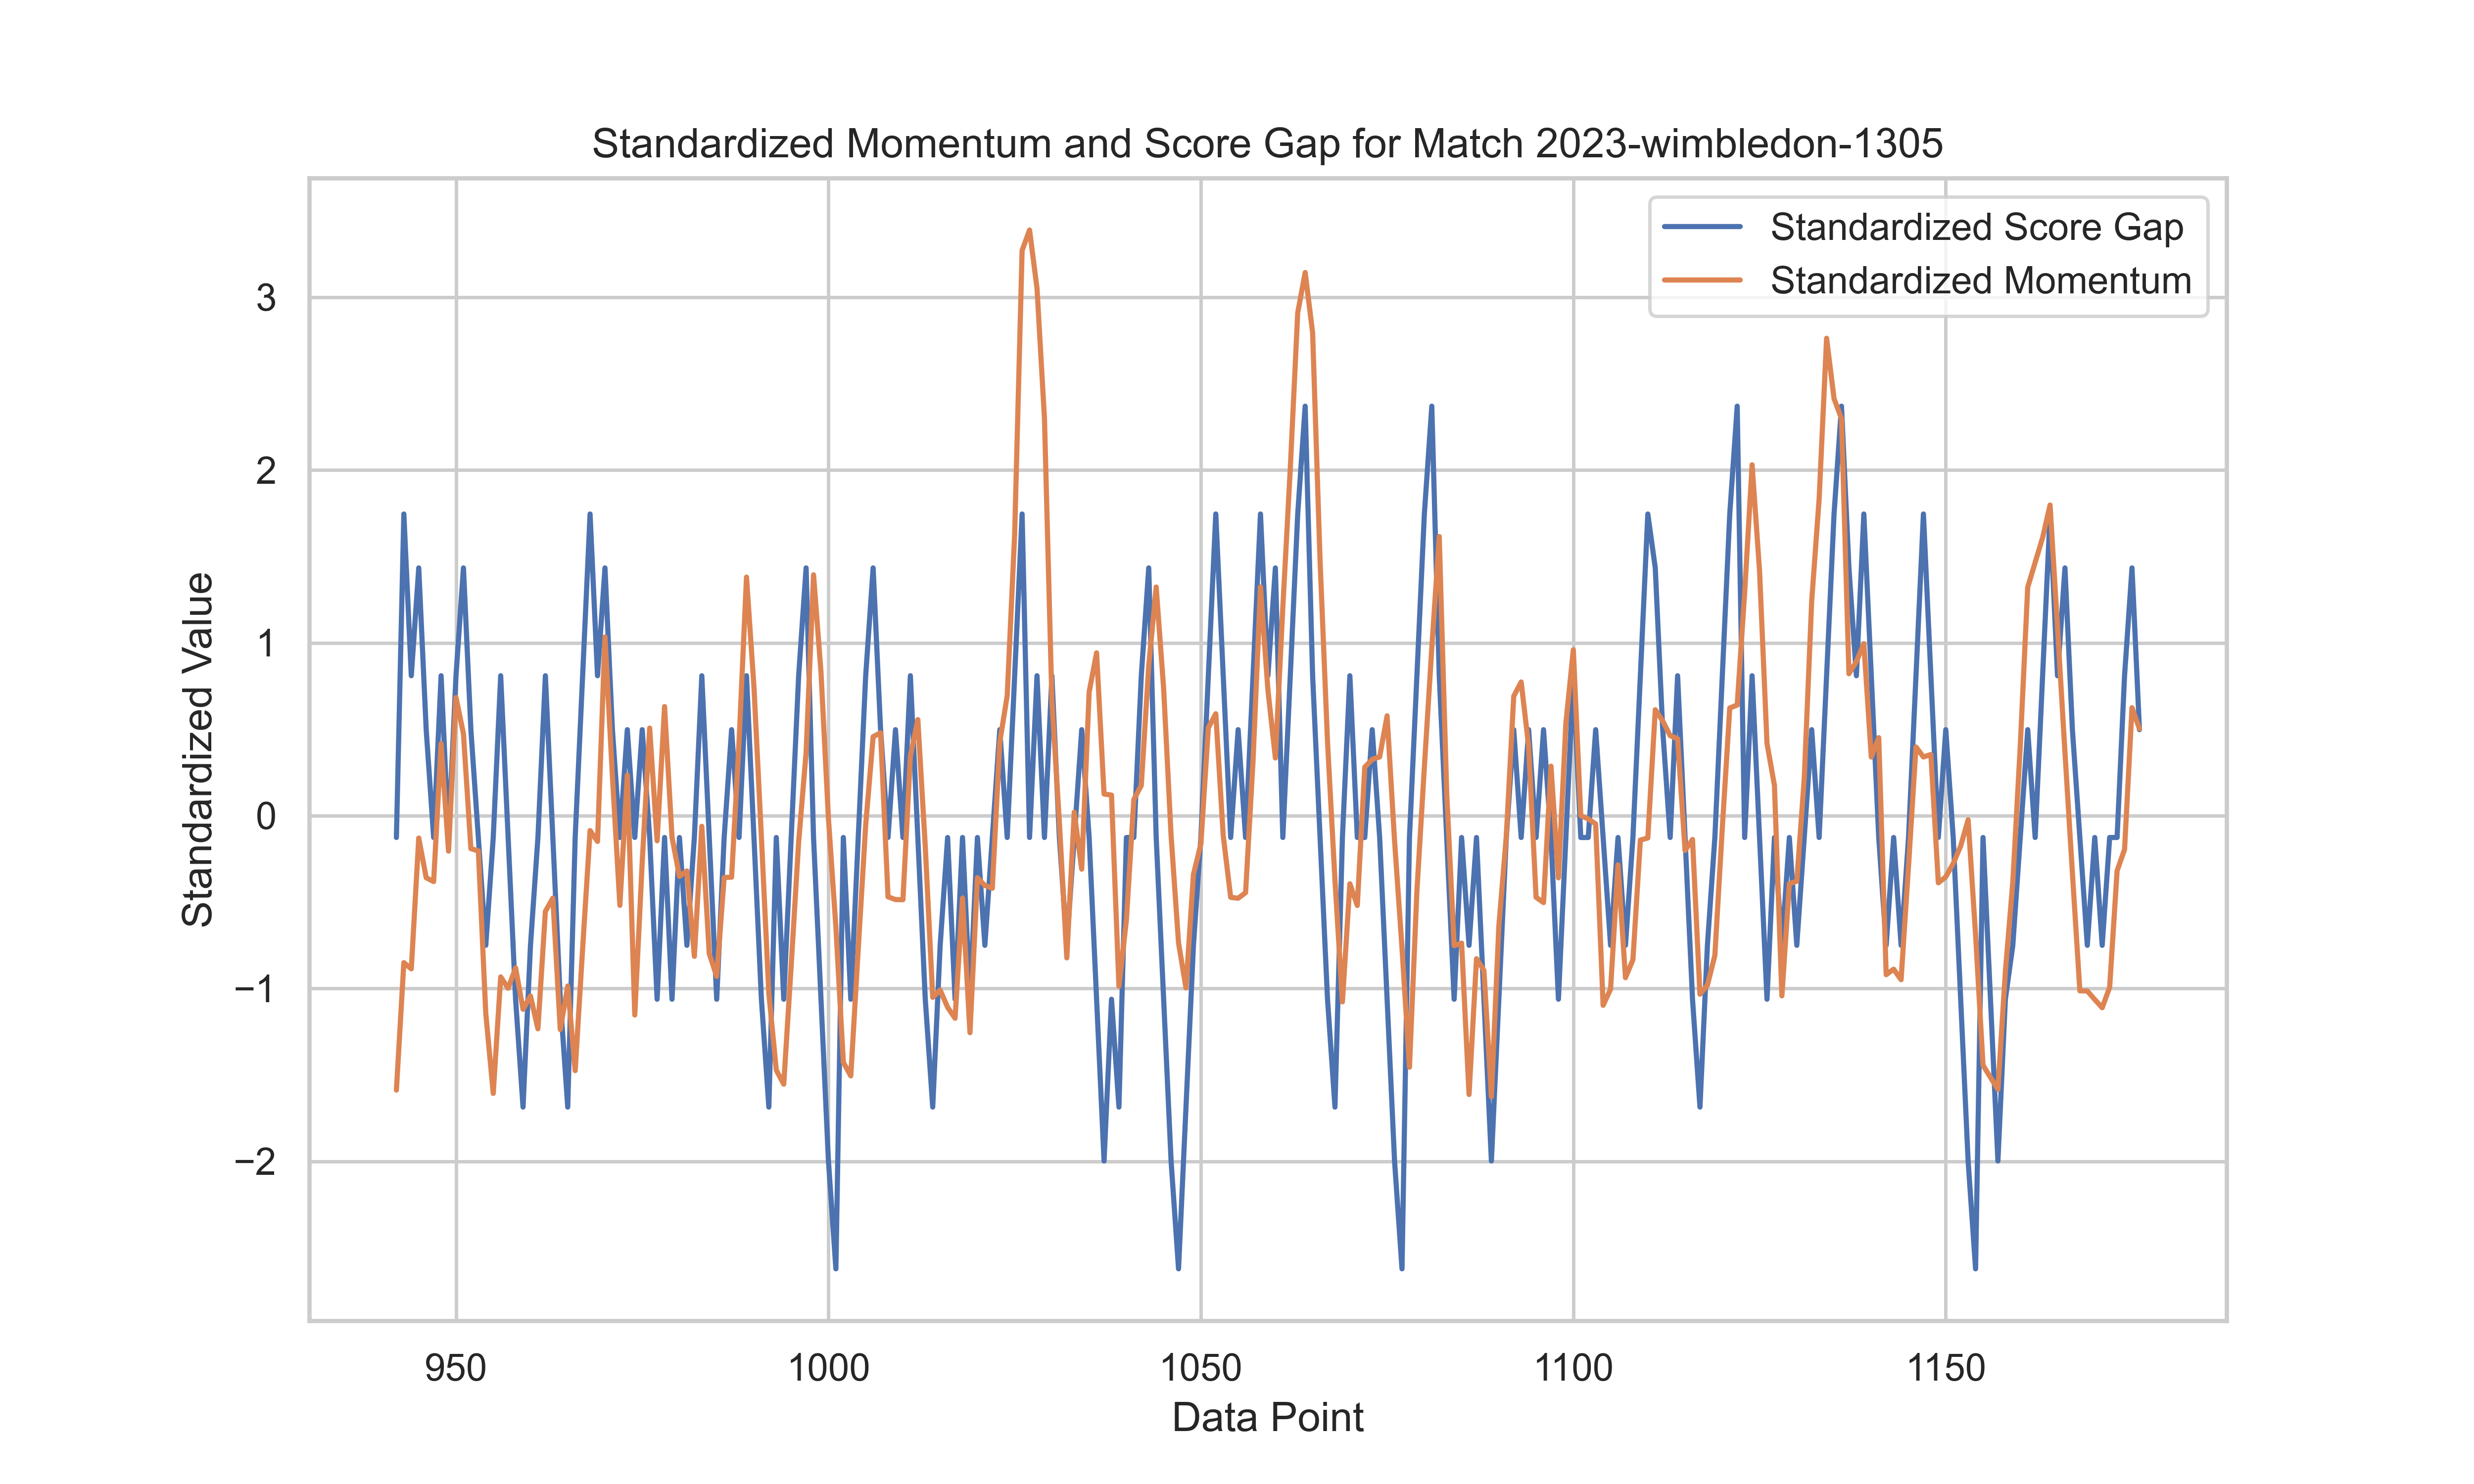 Standardized Momentum and Score Gap for Match 2023-wimbledon-1305
Standardized Score Gap
Standardized Momentum
3
2
1
0
−1
−2
Standardized Value
950 1000 1050 1100 1150
Data Point